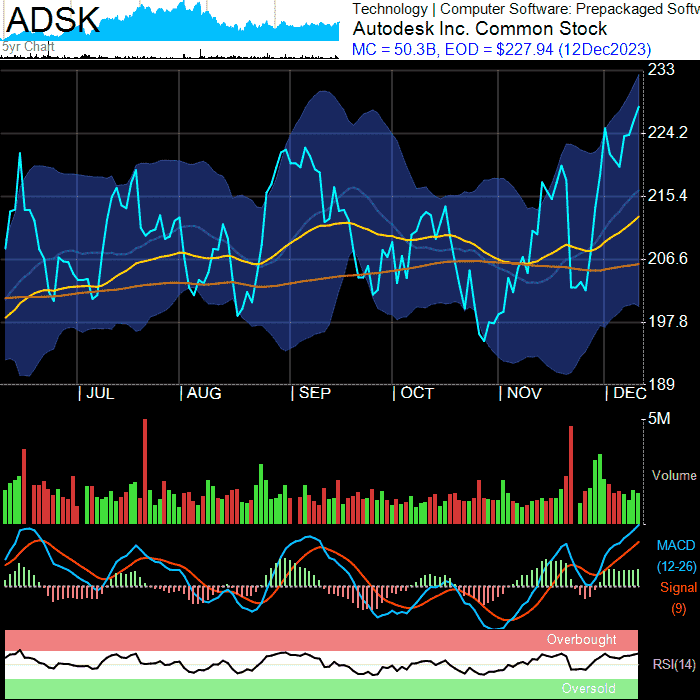 ADSK
5yr Chart
Technology | Computer Software: Prepackaged Softw
Autodesk Inc. Common Stock
MC = 50.3B, EOD = $227.94 (12Dec2023)
233
224.2
215.4
206.6
197.8
189
| JUL
| AUG
| SEP
| OCT
| NOV
| DEC
5M
Volume
MACD
(12-26)
Signal
(9)
Overbought
RSI(14)
Oversold